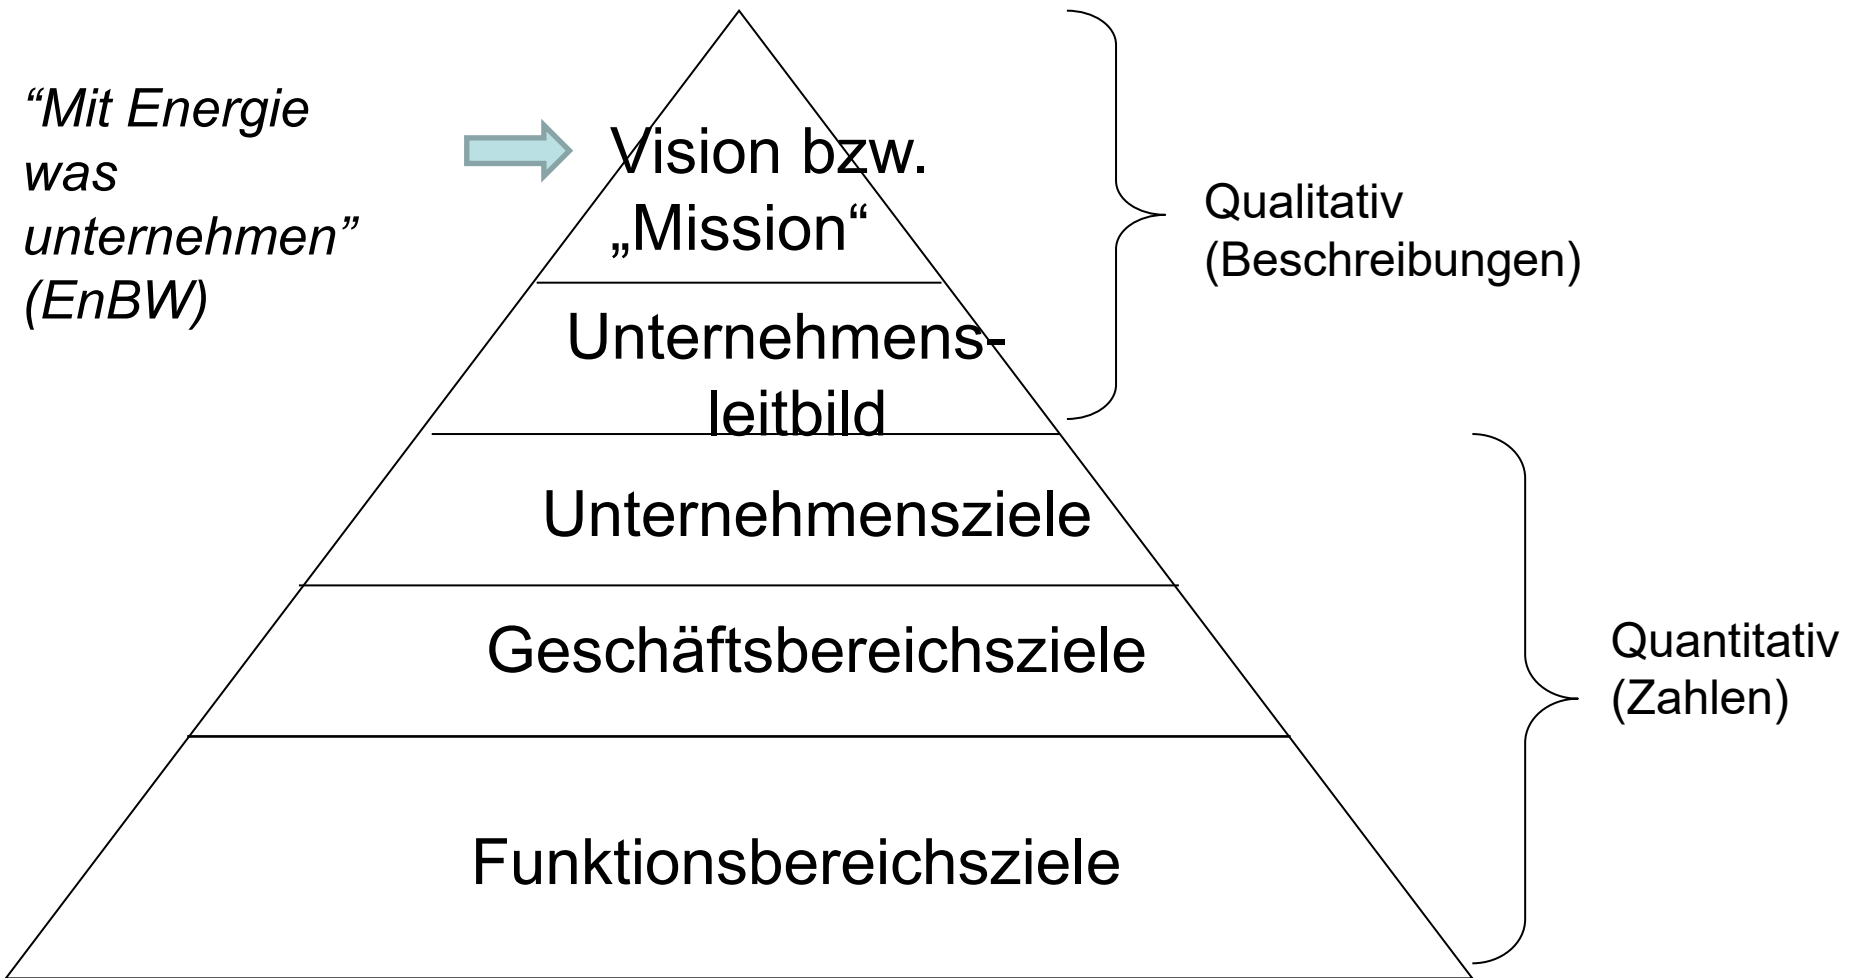 “Mit Energie
was
unternehmen”
(EnBW)
Vision bzw.
„Mission“
Unternehmens-
leitbild
Unternehmensziele
Geschäftsbereichsziele
Funktionsbereichsziele
Qualitativ
(Beschreibungen)
Quantitativ
(Zahlen)